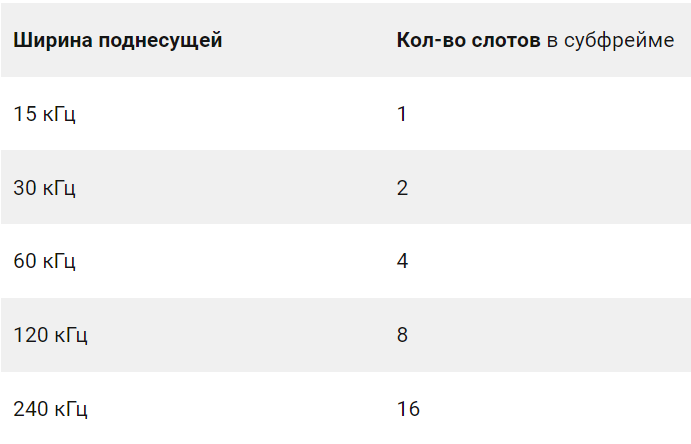 Ширина поднесущей Кол-во слотов в субфрейме
15 кГц 1
30 кГц 2
60 кГц 4
120 кГц 8
240 кГц 16